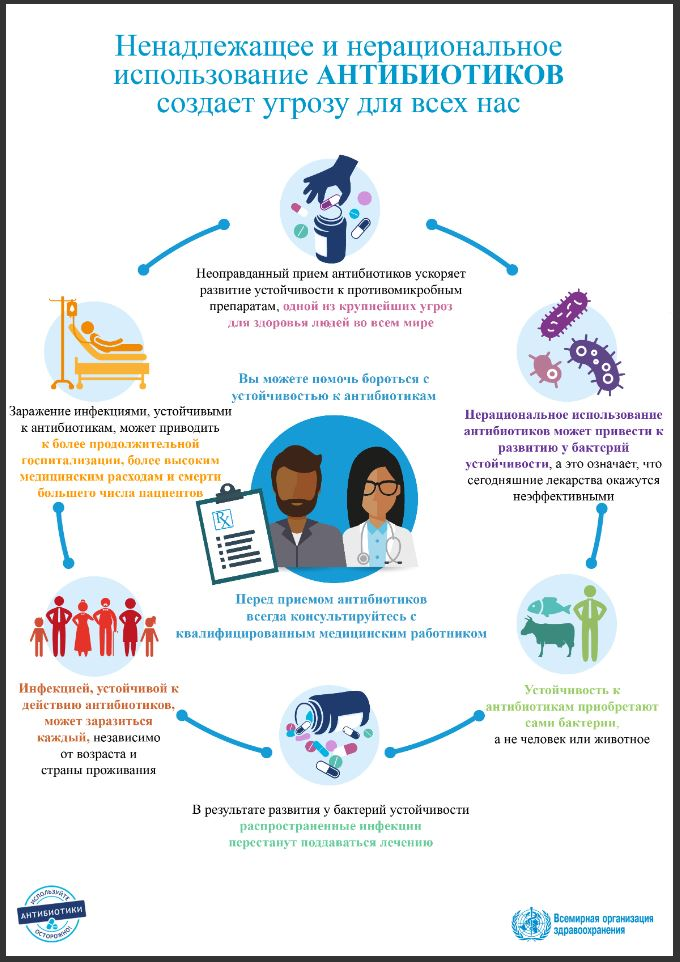 Ненадлежащее и нерациональное
использование АНТИБИОТИКОВ
создает угрозу для всех нас
Неоправданный прием антибиотиков ускоряет
развитие устойчивости к противомикробным
препаратам, одной из крупнейших угроз
для здоровья людей во всем мире
Нерациональное использование
антибиотиков может привести к
развитию у бактерий
устойчивости, а это означает, что
сегодняшние лекарства окажутся
неэффективными
Устойчивость к
антибиотикам приобретают
сами бактерии,
а не человек или животное
В результате развития у бактерий устойчивости
распространенные инфекции
перестанут поддаваться лечению
Инфекцией, устойчивой к
действию антибиотиков,
может заразиться
каждый, независимо
от возраста и
страны проживания
Заражение инфекциями, устойчивыми
к антибиотикам, может приводить
к более продолжительной
госпитализации, более высоким
медицинским расходам и смерти
большего числа пациентов
Вы можете помочь бороться с
устойчивостью к антибиотикам
Rx
Перед приемом антибиотиков
всегда консультируйтесь с
квалифицированным медицинским работником
ИСПОЛЬЗУЙТЕ
АНТИБИОТИКИ
ОСТОРОЖНО!
Всемирная организация
здравоохранения